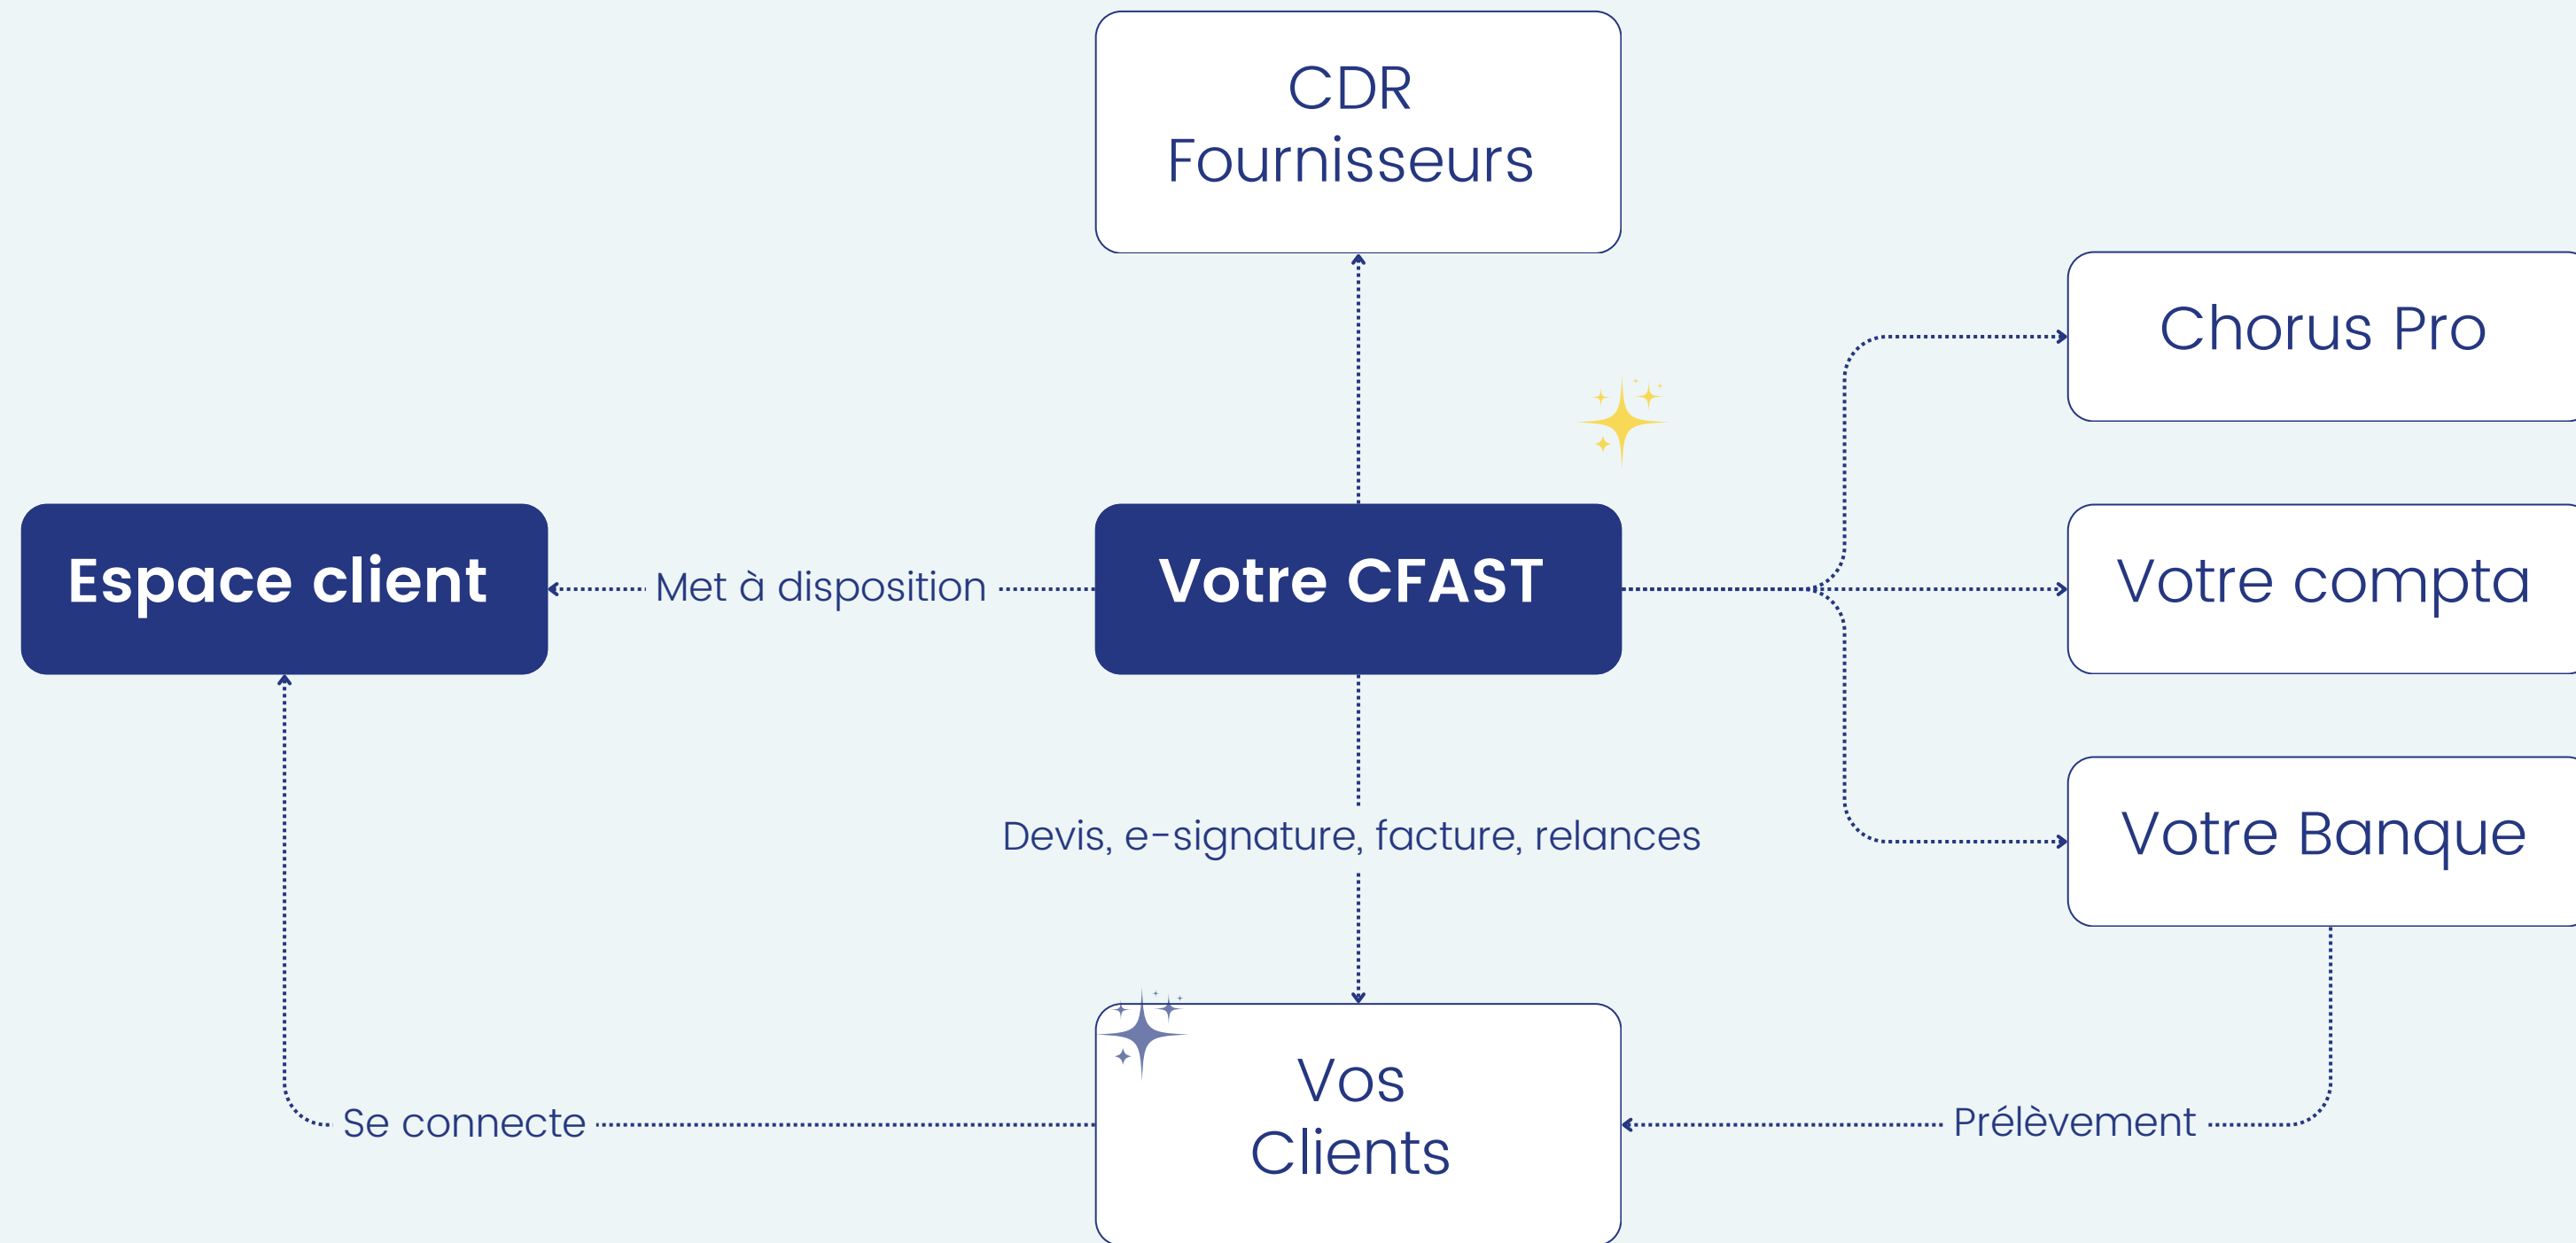 CDR
Fournisseurs
Chorus Pro
Espace client
Met à disposition
Votre CFAST
Votre compta
Devis, e-signature, facture, relances
Votre Banque
Vos
Clients
Se connecte
Prélèvement